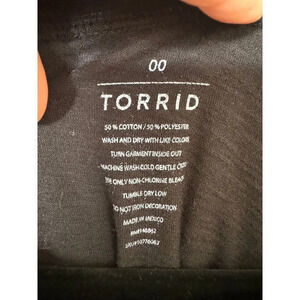 00
TORRID
50% COTTON / 50% POLYESTER
WASH AND DRY WITH LIKE COLORS
TURN GARMENT INSIDE OUT
MACHINE WASH COLD GENTLE
ONLY NON-CHLORINE BLEACH
TUMBLE DRY LOW
DO NOT IRON DECORATION
MADE IN MEXICO